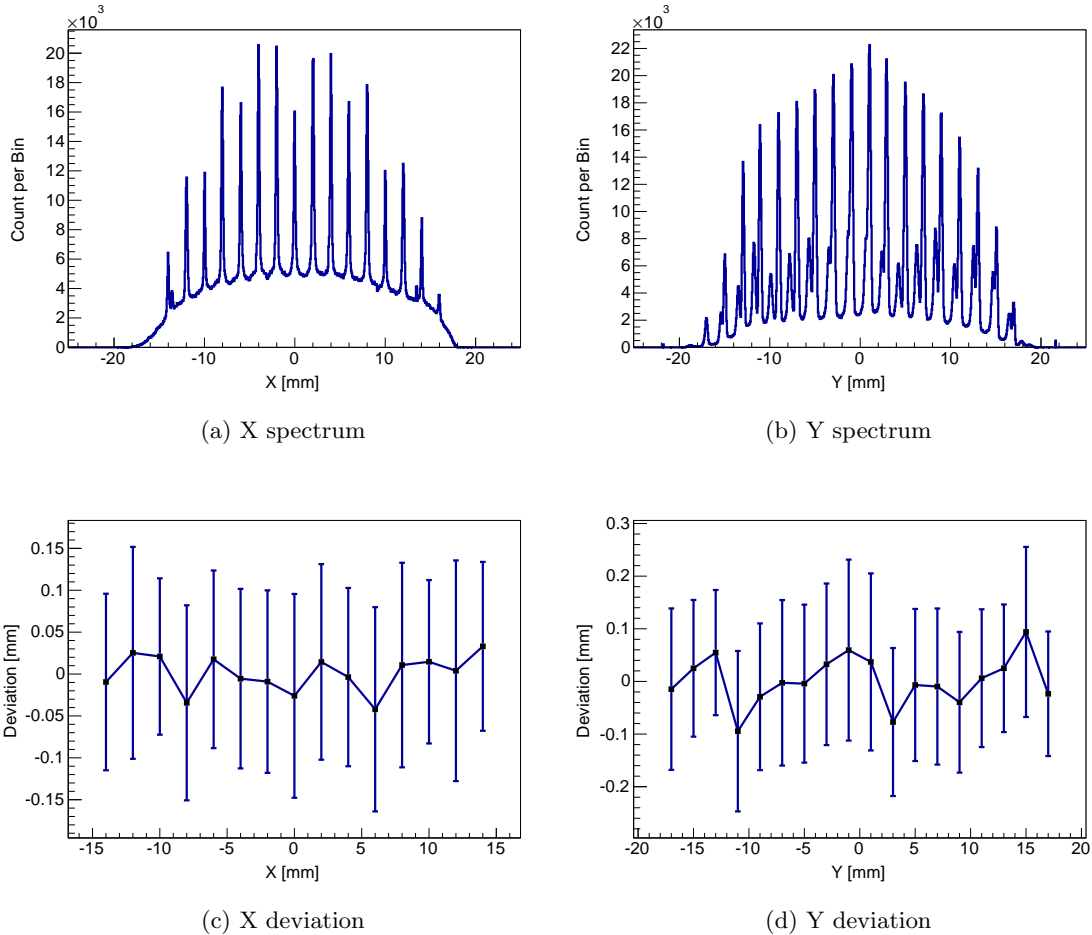 ×10³
20
18
16
14
12
10
8
6
4
2
0
Count per Bin
-20 -10 0 10 20
X [mm]
(a) X spectrum
×10³
22
20
18
16
14
12
10
8
6
4
2
0
Count per Bin
-20 -10 0 10 20
Y [mm]
(b) Y spectrum
0.15
0.1
0.05
0
-0.05
-0.1
-0.15
Deviation [mm]
-15 -10 -5 0 5 10 15
X [mm]
(c) X deviation
0.3
0.2
0.1
0
-0.1
-0.2
Deviation [mm]
-20 -15 -10 -5 0 5 10 15 20
Y [mm]
(d) Y deviation